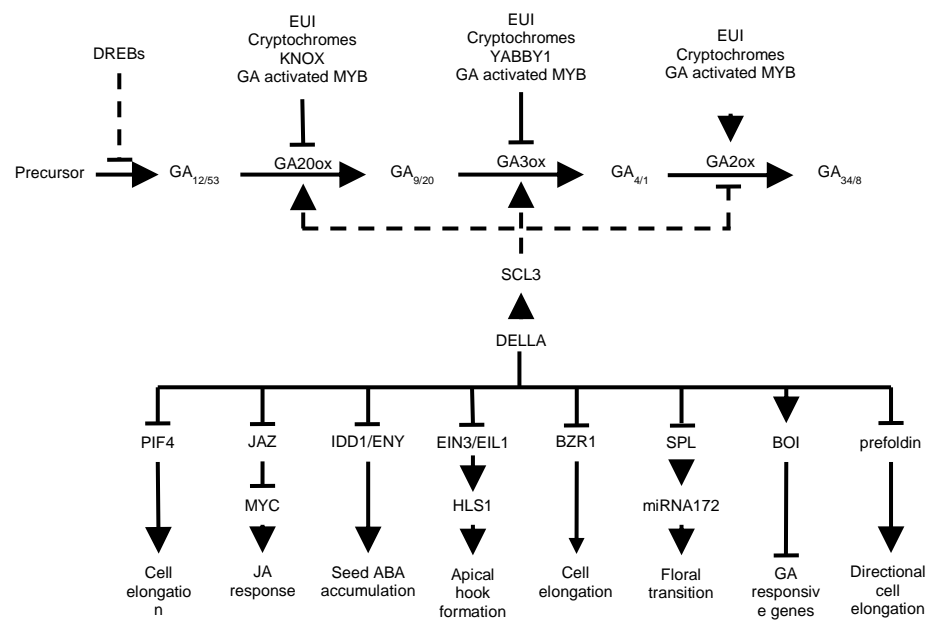 EUI
Cryptochromes
KNOX
GA activated MYB
EUI
Cryptochromes
YABBY1
GA activated MYB
EUI
Cryptochromes
GA activated MYB
DREBs
Precursor
GA12/53
GA20ox
GA9/20
GA3ox
GA4/1
GA2ox
GA34/8
SCL3
DELLA
PIF4
JAZ
IDD1/ENY
EIN3/EIL1
BZR1
SPL
BOI
prefoldin
MYC
HLS1
miRNA172
Cell
elongatio
n
JA
response
Seed ABA
accumulation
Apical
hook
formation
Cell
elongation
Floral
transition
GA
responsiv
e genes
Directional
cell
elongation